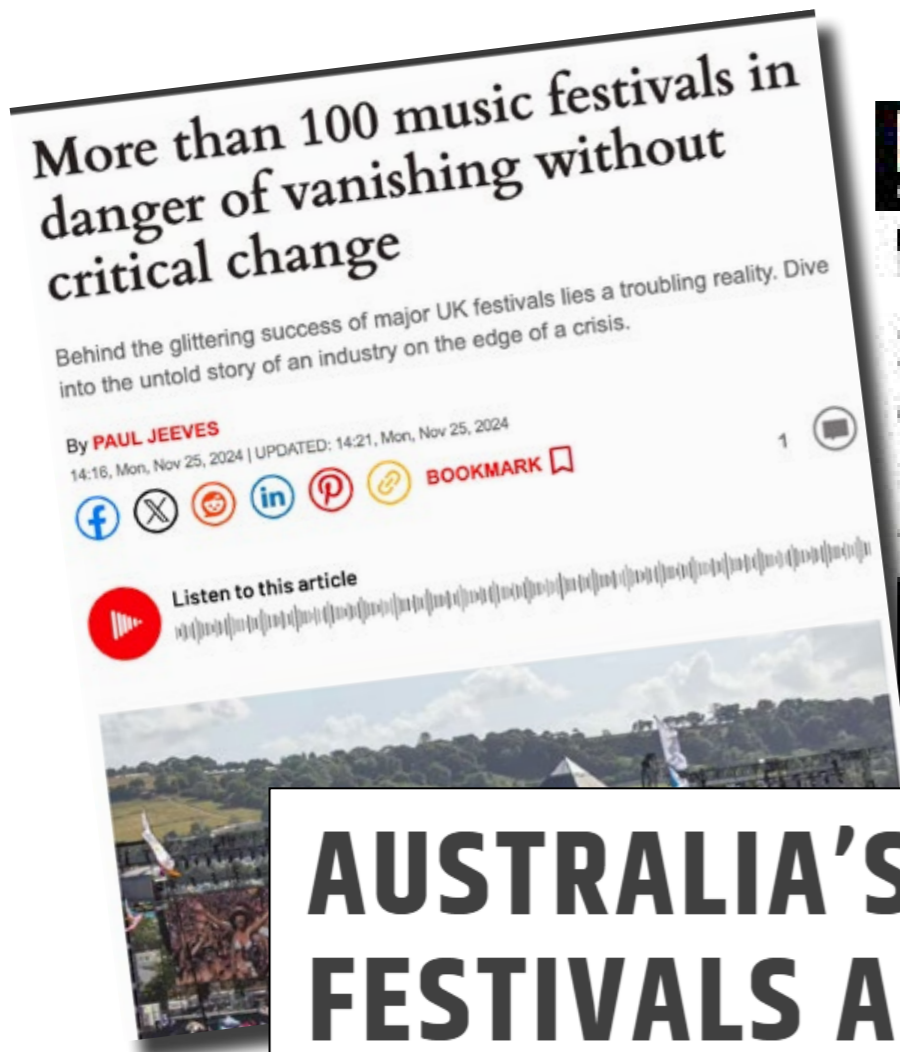 More than 100 music festivals in
danger of vanishing without
critical change
Behind the glittering success of major UK festivals lies a troubling reality. Dive
into the untold story of an industry on the edge of a crisis.
By PAUL JEEVES
14:16, Mon, Nov 25, 2024 | UPDATED: 14:21, Mon, Nov 25, 2024
BOOKMARK
1
Listen to this article
AUSTRALIA'S
FESTIVALS A